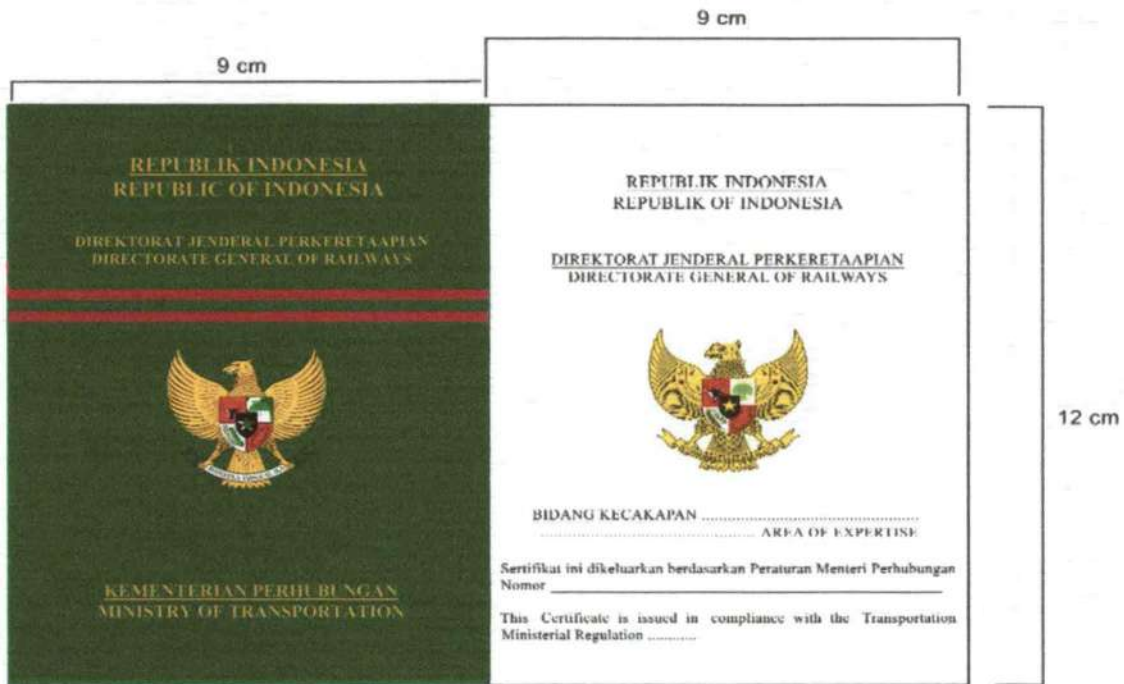 9 cm
9 cm
REPUBLIK INDONESIA
REPUBLIC OF INDONESIA
DIREKTORAT JENDERAL PERKERETAAPIAN
DIRECTORATE GENERAL OF RAILWAYS
KEMENTERIAN PERHUBUNGAN
MINISTRY OF TRANSPORTATION
REPUBLIK INDONESIA
REPUBLIK OF INDONESIA
DIREKTORAT JENDERAL PERKERETAAPIAN
DIRECTORATE GENERAL OF RAILWAYS
BIDANG KECAKAPAN ..........................................
.......................................... AREA OF EXPERTISE
Sertifikat ini dikeluarkan berdasarkan Peraturan Menteri Perhubungan
Nomor ______________________________
This Certificate is issued in compliance with the Transportation
Ministerial Regulation ............
12 cm